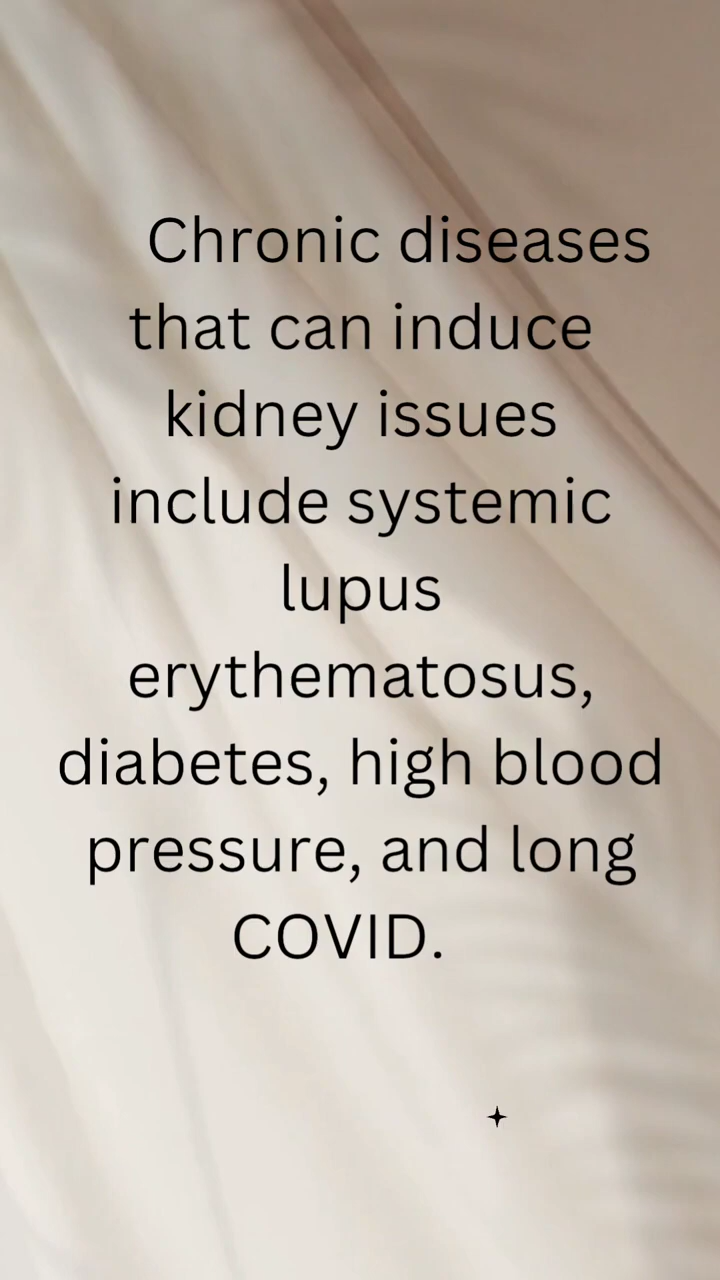 Chronic diseases
that can induce
kidney issues
include systemic
lupus
erythematosus,
diabetes, high blood
pressure, and long
COVID.